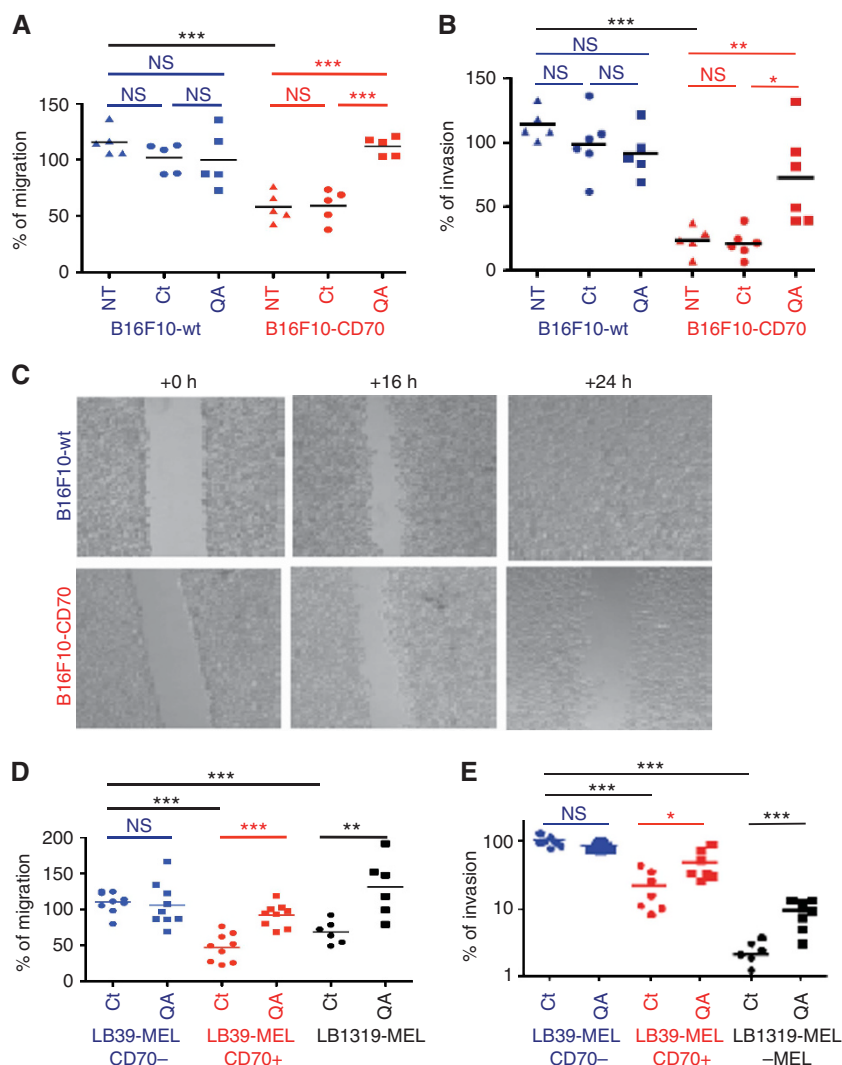 A
***
NS
***
NS
NS
NS
***
150
100
50
0
% of migration
NT
Ct
QA
NT
Ct
QA
B16F10-wt
B16F10-CD70
B
***
NS
**
NS
NS
NS
*
150
100
50
0
% of invasion
NT
Ct
QA
NT
Ct
QA
B16F10-wt
B16F10-CD70
C
+0 h
+16 h
+24 h
B16F10-wt
B16F10-CD70
D
***
***
NS
***
**
200
150
100
50
0
% of migration
Ct
QA
Ct
QA
Ct
QA
LB39-MEL
CD70–
LB39-MEL
CD70+
LB1319-MEL
E
***
***
NS
*
***
100
10
1
% of invasion
Ct
QA
Ct
QA
Ct
QA
LB39-MEL
CD70–
LB39-MEL
CD70+
LB1319-MEL
–MEL